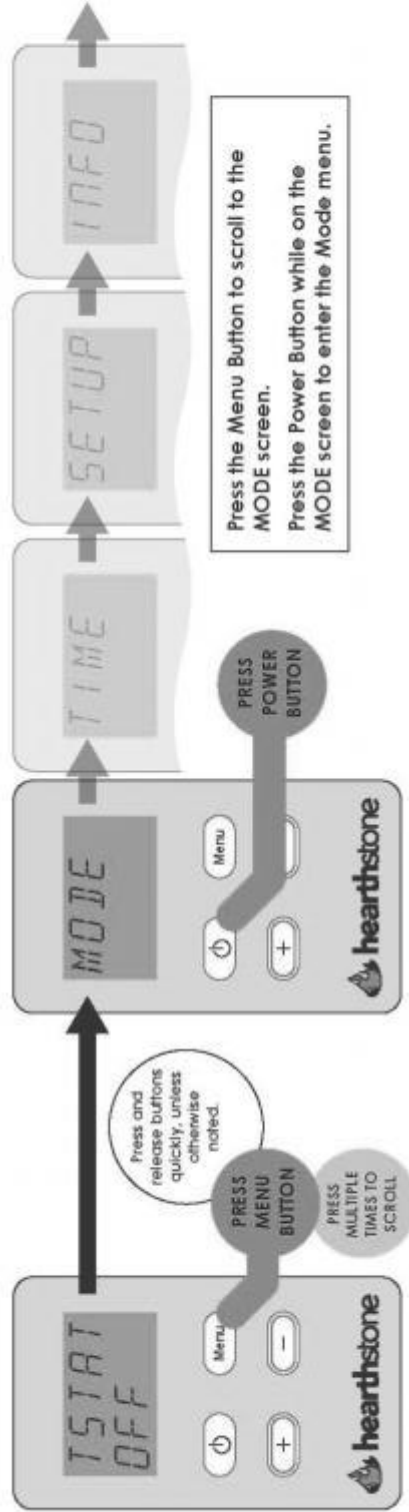 TSTAT
OFF
Menu
+
-
hearthstone
PRESS
MENU
BUTTON
PRESS
MULTIPLE
TIMES TO
SCROLL
Press and
release buttons
quickly, unless
otherwise
noted.
MODE
Menu
+
hearthstone
PRESS
POWER
BUTTON
TIME
SETUP
INFO
Press the Menu Button to scroll to the
MODE screen.
Press the Power Button while on the
MODE screen to enter the Mode menu.